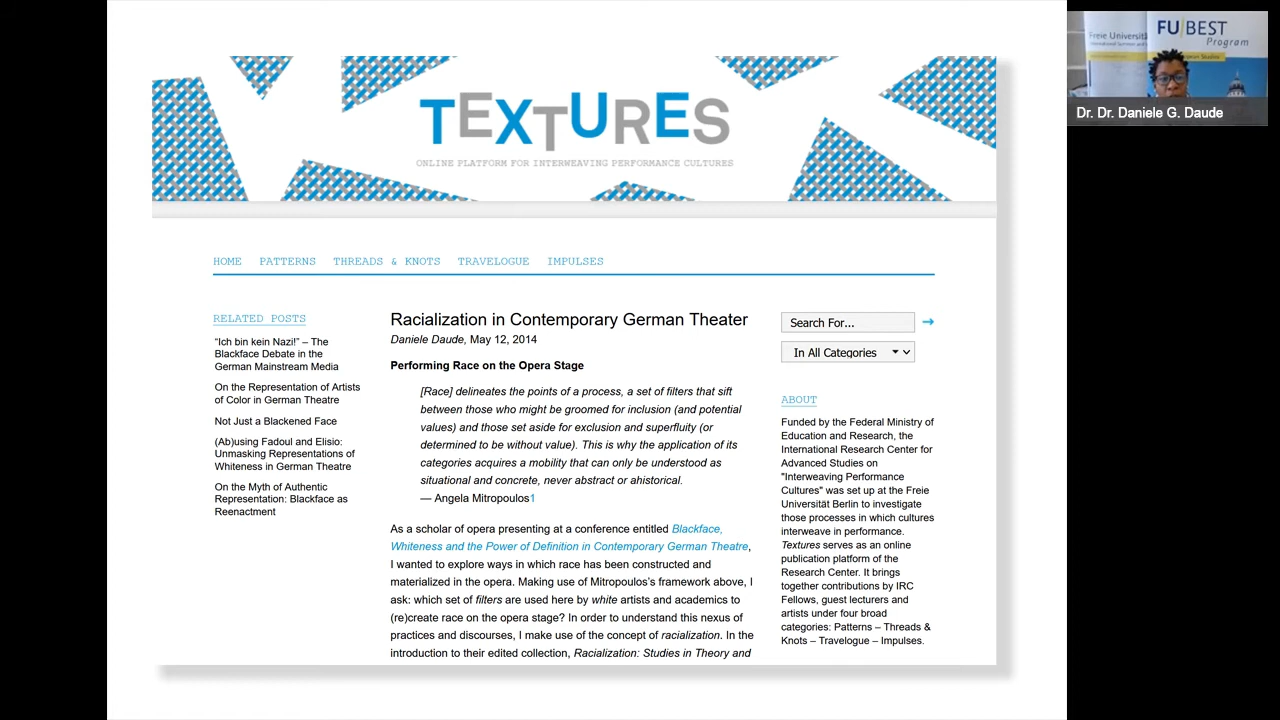 TEXTURES
ONLINE PLATFORM FOR INTERWEAVING PERFORMANCE CULTURES
HOME PATTERNS THREADS & KNOTS TRAVELOGUE IMPULSES
RELATED POSTS
“Ich bin kein Nazi!” – The
Blackface Debate in the
German Mainstream Media
On the Representation of Artists
of Color in German Theatre
Not Just a Blackened Face
(Ab)using Fadoul and Elisio:
Unmasking Representations of
Whiteness in German Theatre
On the Myth of Authentic
Representation: Blackface as
Reenactment
Racialization in Contemporary German Theater
Daniele Daude, May 12, 2014
Performing Race on the Opera Stage
[Race] delineates the points of a process, a set of filters that sift
between those who might be groomed for inclusion (and potential
values) and those set aside for exclusion and superfluity (or
determined to be without value). This is why the application of its
categories acquires a mobility that can only be understood as
situational and concrete, never abstract or ahistorical.
— Angela Mitropoulos1
As a scholar of opera presenting at a conference entitled Blackface,
Whiteness and the Power of Definition in Contemporary German Theatre,
I wanted to explore ways in which race has been constructed and
materialized in the opera. Making use of Mitropoulos’s framework above, I
ask: which set of filters are used here by white artists and academics to
(re)create race on the opera stage? In order to understand this nexus of
practices and discourses, I make use of the concept of racialization. In the
introduction to their edited collection, Racialization: Studies in Theory and
Search For...
In All Categories
ABOUT
Funded by the Federal Ministry of
Education and Research, the
International Research Center for
Advanced Studies on
"Interweaving Performance
Cultures" was set up at the Freie
Universität Berlin to investigate
those processes in which cultures
interweave in performance.
Textures serves as an online
publication platform of the
Research Center. It brings
together contributions by IRC
Fellows, guest lecturers and
artists under four broad
categories: Patterns – Threads &
Knots – Travelogue – Impulses.
Freie Universit
FU/BEST
Program
Dr. Dr. Daniele G. Daude